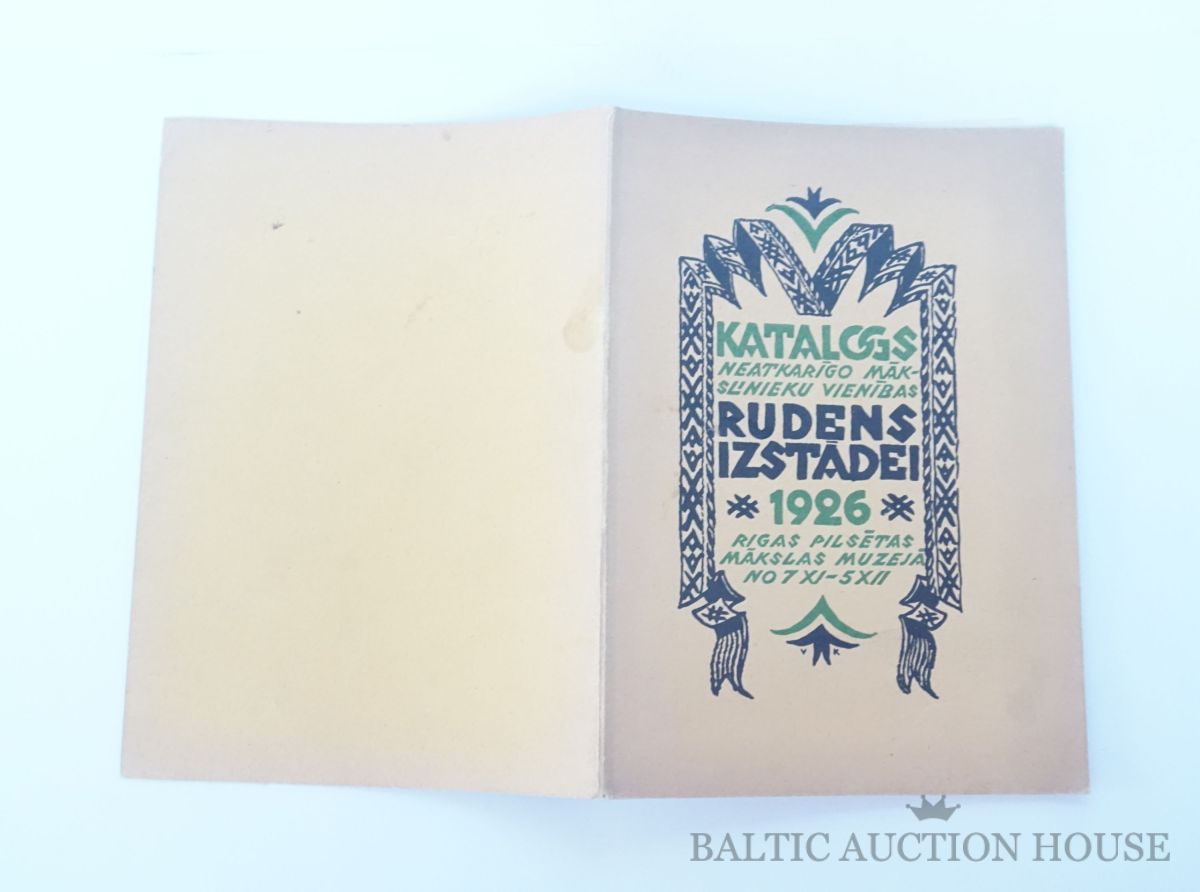 KATALOGS
NEATKARĪGO MĀK-
SLINIEKU VIENĪBAS
RUDENS
IZSTĀDEI
1926
RIGAS PILSĒTAS
MĀKSLAS MUZEJĀ
NO 7 XI-5 XII
V K
BALTIC AUCTION HOUSE